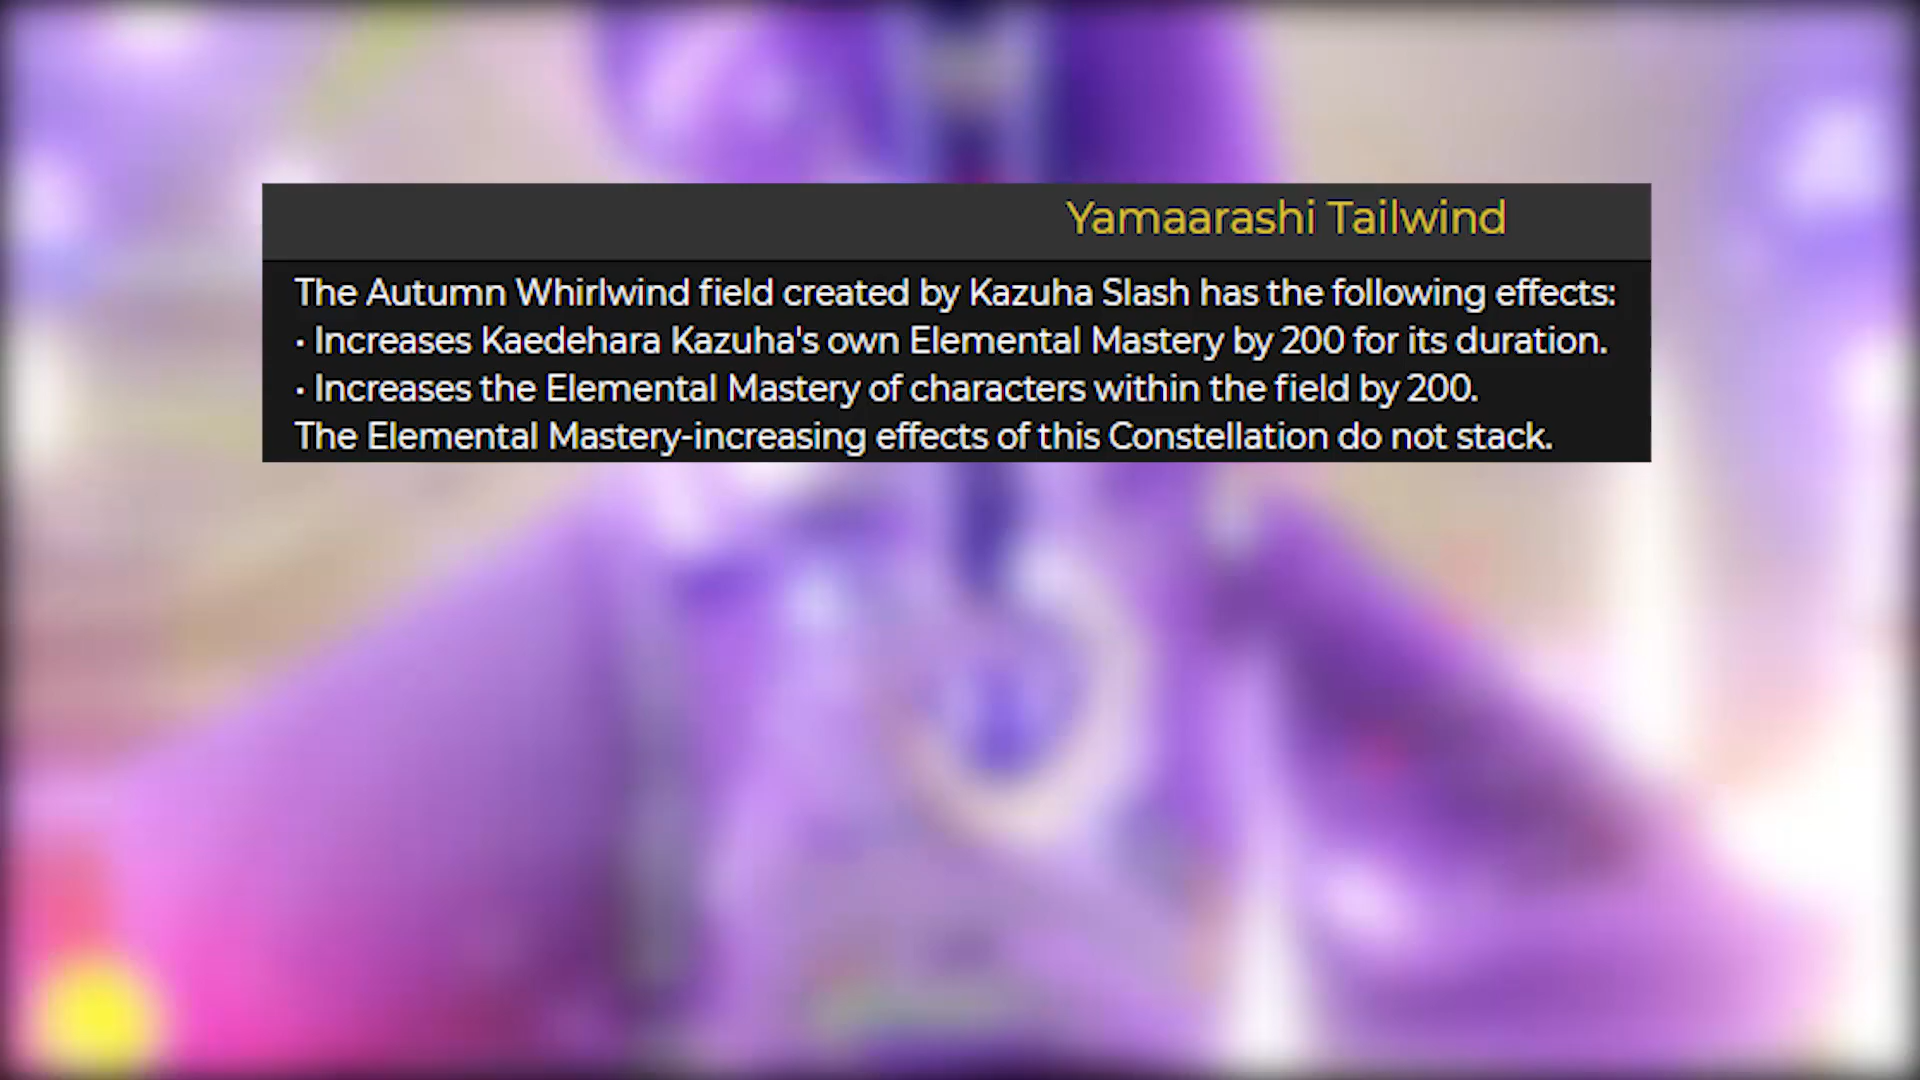 Yamaarashi Tailwind
The Autumn Whirlwind field created by Kazuha Slash has the following effects:
• Increases Kaedehara Kazuha's own Elemental Mastery by 200 for its duration.
• Increases the Elemental Mastery of characters within the field by 200.
The Elemental Mastery-increasing effects of this Constellation do not stack.